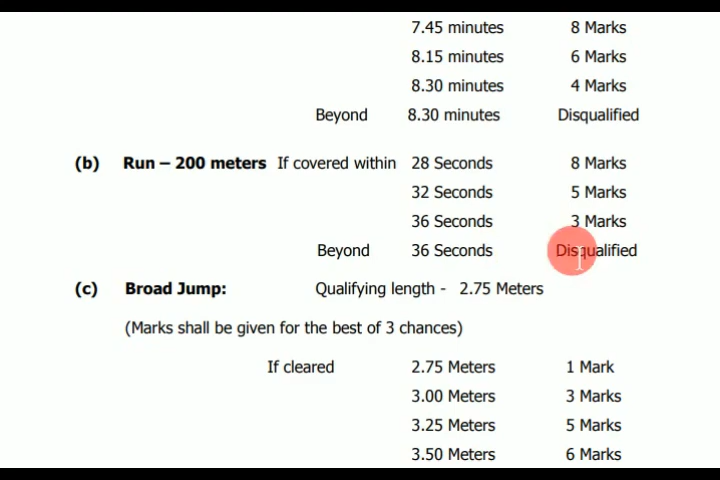 7.45 minutes 8 Marks
8.15 minutes 6 Marks
8.30 minutes 4 Marks
Beyond 8.30 minutes Disqualified
(b) Run – 200 meters If covered within 28 Seconds 8 Marks
32 Seconds 5 Marks
36 Seconds 3 Marks
Beyond 36 Seconds Disqualified
(c) Broad Jump: Qualifying length - 2.75 Meters
(Marks shall be given for the best of 3 chances)
If cleared 2.75 Meters 1 Mark
3.00 Meters 3 Marks
3.25 Meters 5 Marks
3.50 Meters 6 Marks